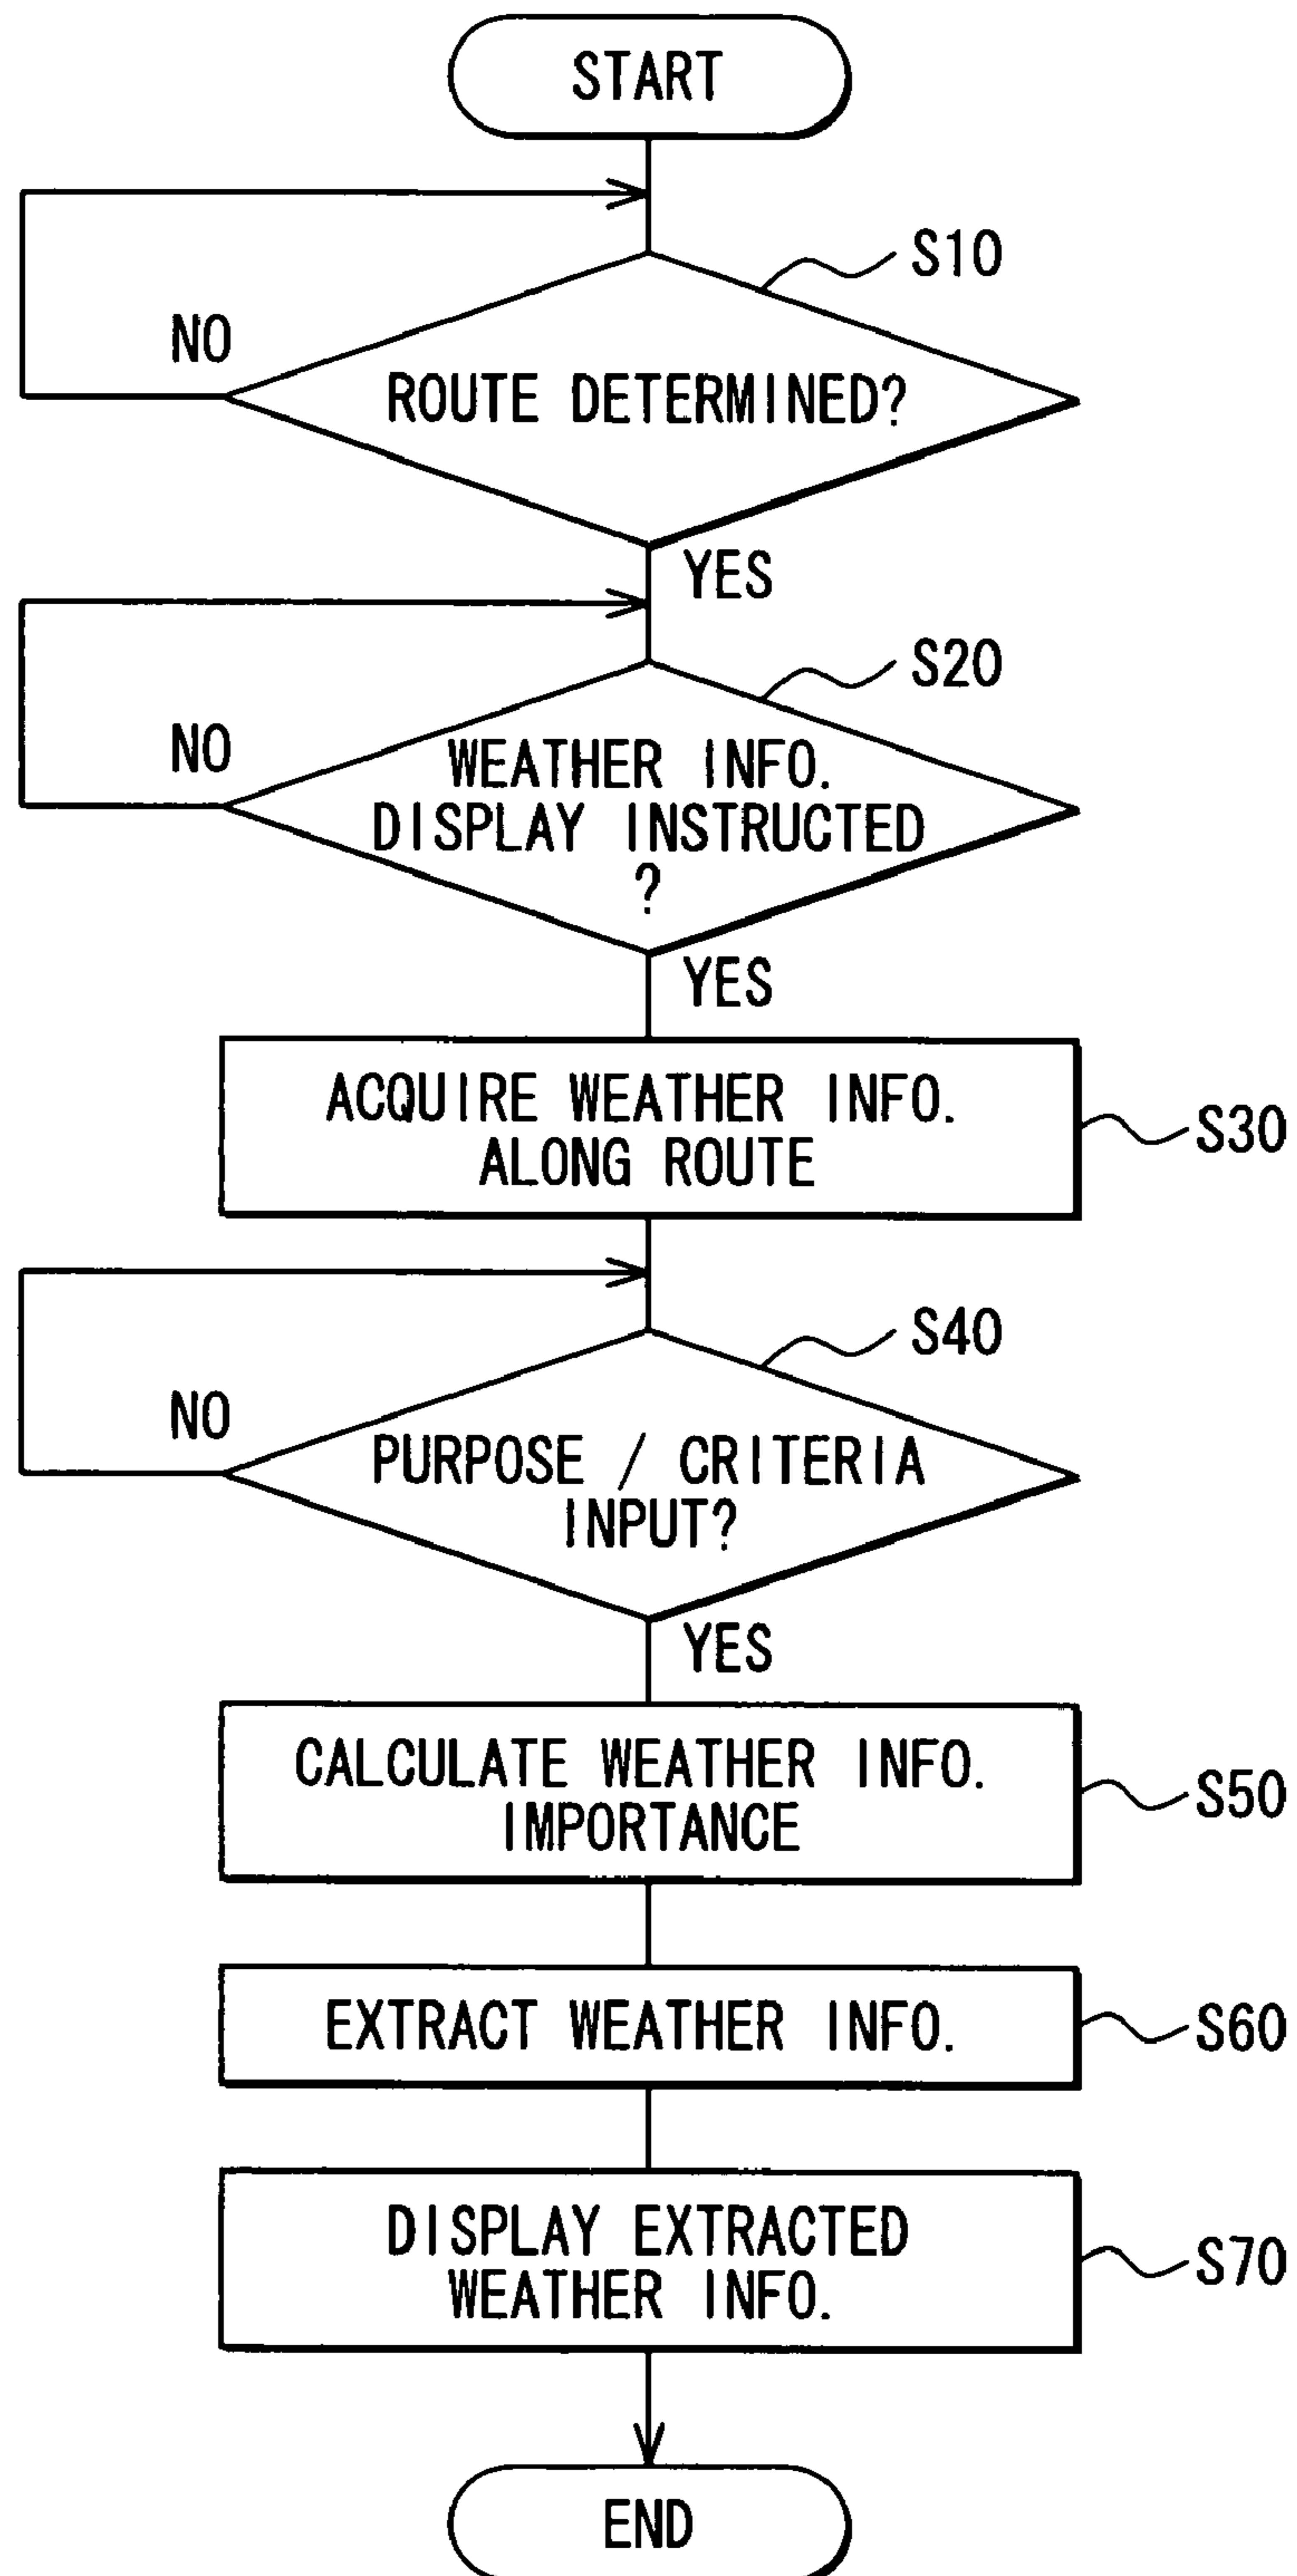 START
S10
NO
ROUTE DETERMINED?
YES
S20
NO
WEATHER INFO.
DISPLAY INSTRUCTED
?
YES
ACQUIRE WEATHER INFO.
ALONG ROUTE
S30
S40
NO
PURPOSE / CRITERIA
INPUT?
YES
CALCULATE WEATHER INFO.
IMPORTANCE
S50
EXTRACT WEATHER INFO.
S60
DISPLAY EXTRACTED
WEATHER INFO.
S70
END